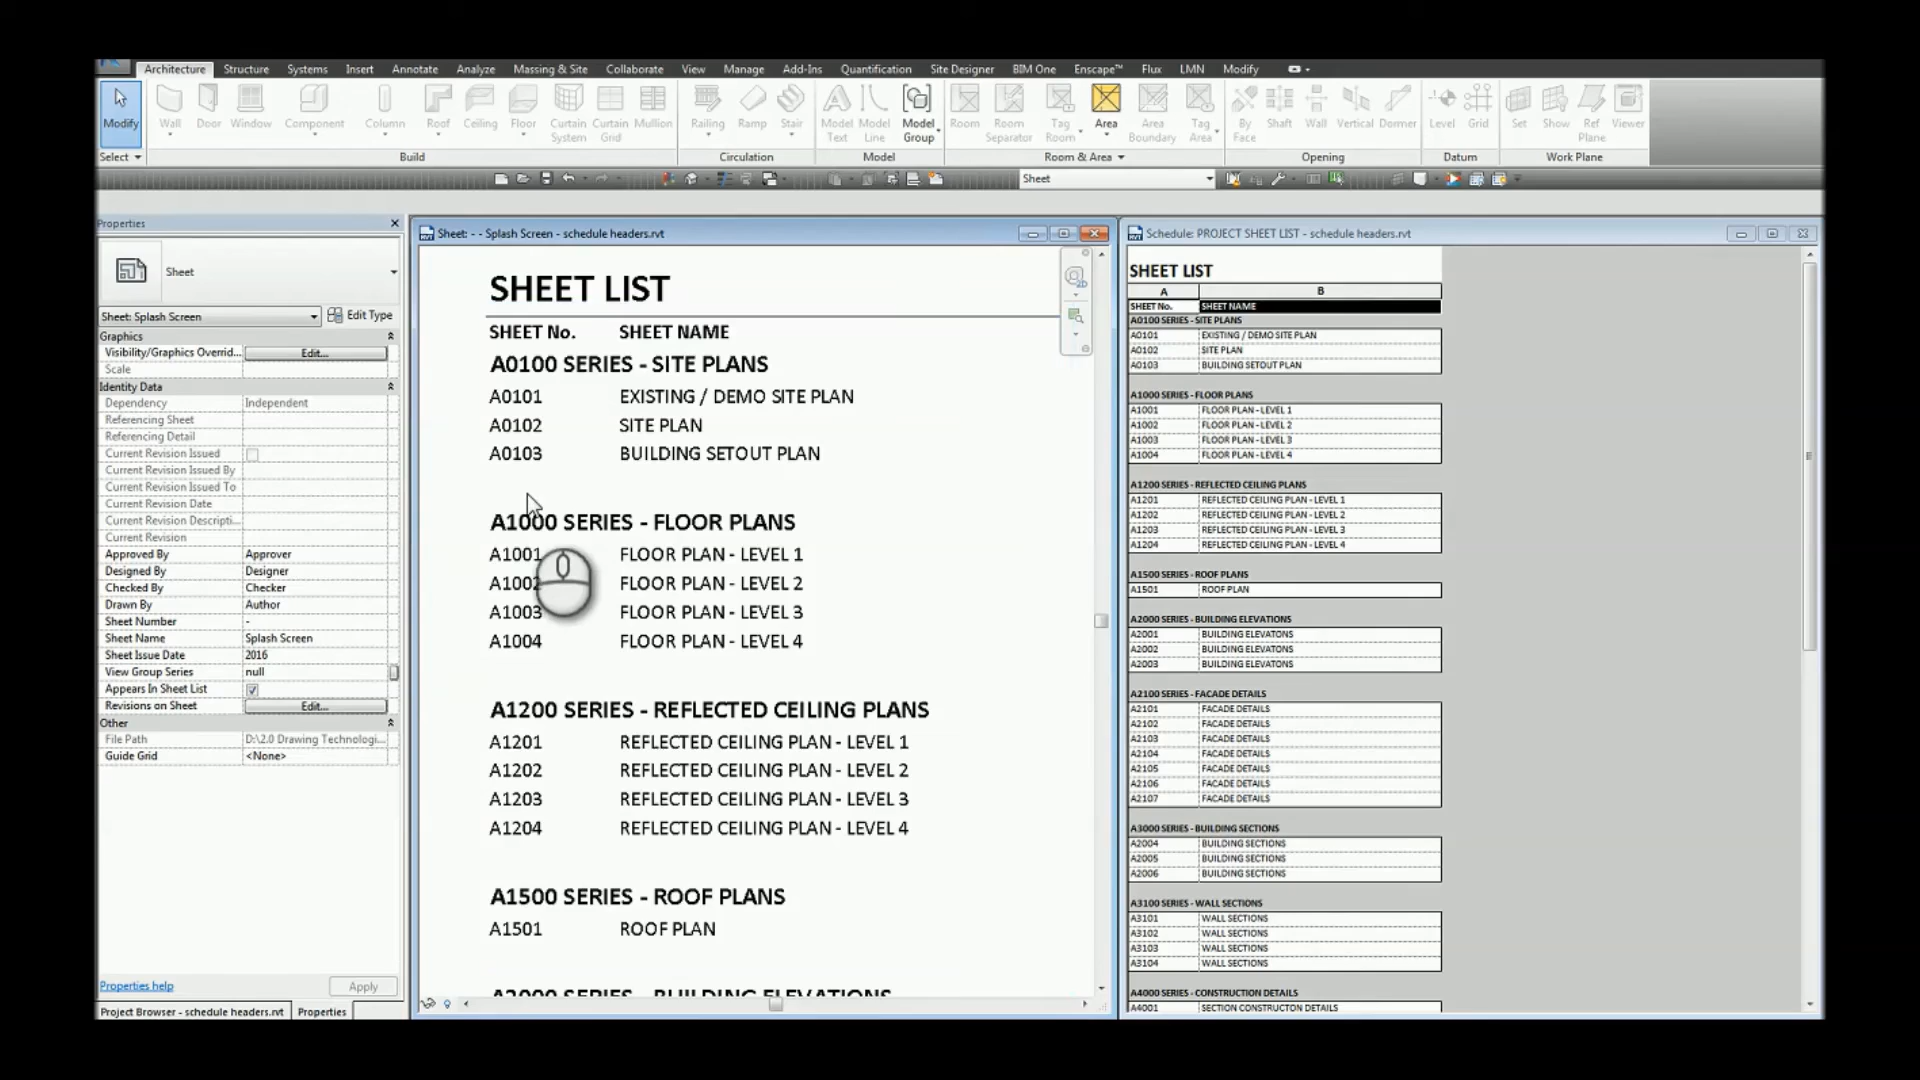 Architecture Structure Systems Insert Annotate Analyze Massing & Site Collaborate View Manage Add-Ins Quantification Site Designer BIM One Enscape™ Flux LMN Modify
Modify Wall Door Window Component Column Roof Ceiling Floor Curtain System Curtain Grid Mullion Railing Ramp Stair Model Text Model Line Model Group Room Room Separator Tag Room Area Area Boundary Tag Area By Face Shaft Wall Vertical Dormer Level Grid Set Show Ref Plane Viewer
Select Build Circulation Model Room & Area Opening Datum Work Plane
Sheet
Properties
Sheet
Sheet: Splash Screen Edit Type
Graphics
Visibility/Graphics Overrid... Edit...
Scale
Identity Data
Dependency Independent
Referencing Sheet
Referencing Detail
Current Revision Issued
Current Revision Issued By
Current Revision Issued To
Current Revision Date
Current Revision Descripti...
Current Revision
Approved By Approver
Designed By Designer
Checked By Checker
Drawn By Author
Sheet Number -
Sheet Name Splash Screen
Sheet Issue Date 2016
View Group Series null
Appears In Sheet List
Revisions on Sheet Edit...
Other
File Path D:\2.0 Drawing Technologi...
Guide Grid <None>
Properties help Apply
Project Browser - schedule headers.rvt Properties
Sheet: - - Splash Screen - schedule headers.rvt
2D
SHEET LIST
SHEET No. SHEET NAME
A0100 SERIES - SITE PLANS
A0101 EXISTING / DEMO SITE PLAN
A0102 SITE PLAN
A0103 BUILDING SETOUT PLAN
A1000 SERIES - FLOOR PLANS
A1001 FLOOR PLAN - LEVEL 1
A1002 FLOOR PLAN - LEVEL 2
A1003 FLOOR PLAN - LEVEL 3
A1004 FLOOR PLAN - LEVEL 4
A1200 SERIES - REFLECTED CEILING PLANS
A1201 REFLECTED CEILING PLAN - LEVEL 1
A1202 REFLECTED CEILING PLAN - LEVEL 2
A1203 REFLECTED CEILING PLAN - LEVEL 3
A1204 REFLECTED CEILING PLAN - LEVEL 4
A1500 SERIES - ROOF PLANS
A1501 ROOF PLAN
A2000 SERIES - BUILDING ELEVATIONS
Schedule: PROJECT SHEET LIST - schedule headers.rvt
SHEET LIST
A B
SHEET No. SHEET NAME
A0100 SERIES - SITE PLANS
A0101 EXISTING / DEMO SITE PLAN
A0102 SITE PLAN
A0103 BUILDING SETOUT PLAN
A1000 SERIES - FLOOR PLANS
A1001 FLOOR PLAN - LEVEL 1
A1002 FLOOR PLAN - LEVEL 2
A1003 FLOOR PLAN - LEVEL 3
A1004 FLOOR PLAN - LEVEL 4
A1200 SERIES - REFLECTED CEILING PLANS
A1201 REFLECTED CEILING PLAN - LEVEL 1
A1202 REFLECTED CEILING PLAN - LEVEL 2
A1203 REFLECTED CEILING PLAN - LEVEL 3
A1204 REFLECTED CEILING PLAN - LEVEL 4
A1500 SERIES - ROOF PLANS
A1501 ROOF PLAN
A2000 SERIES - BUILDING ELEVATIONS
A2001 BUILDING ELEVATONS
A2002 BUILDING ELEVATONS
A2003 BUILDING ELEVATONS
A2100 SERIES - FACADE DETAILS
A2101 FACADE DETAILS
A2102 FACADE DETAILS
A2103 FACADE DETAILS
A2104 FACADE DETAILS
A2105 FACADE DETAILS
A2106 FACADE DETAILS
A2107 FACADE DETAILS
A3000 SERIES - BUILDING SECTIONS
A2004 BUILDING SECTIONS
A2005 BUILDING SECTIONS
A2006 BUILDING SECTIONS
A3100 SERIES - WALL SECTIONS
A3101 WALL SECTIONS
A3102 WALL SECTIONS
A3103 WALL SECTIONS
A3104 WALL SECTIONS
A4000 SERIES - CONSTRUCTION DETAILS
A4001 SECTION CONSTRUCTON DETAILS